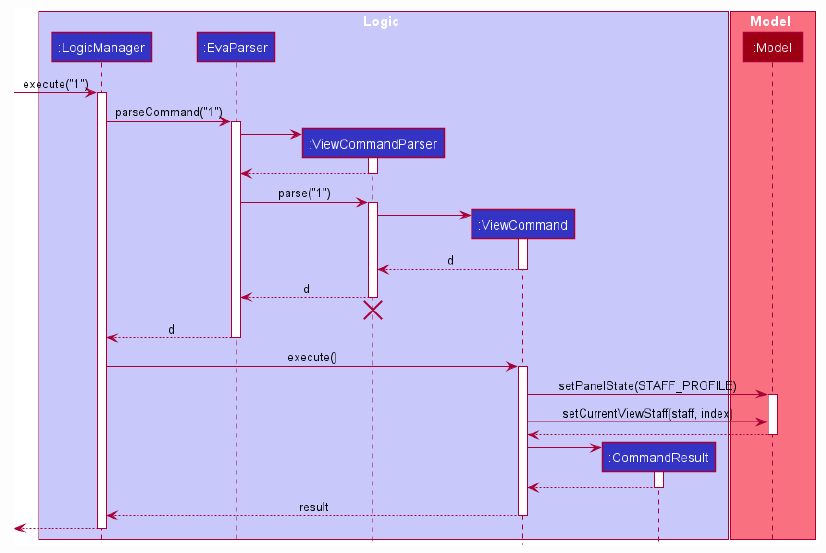 Logic
Model
:LogicManager
:EvaParser
:Model
execute("1")
parseCommand("1")
:ViewCommandParser
parse("1")
:ViewCommand
d
d
d
execute()
setPanelState(STAFF_PROFILE)
setCurrentViewStaff(staff, index)
:CommandResult
result